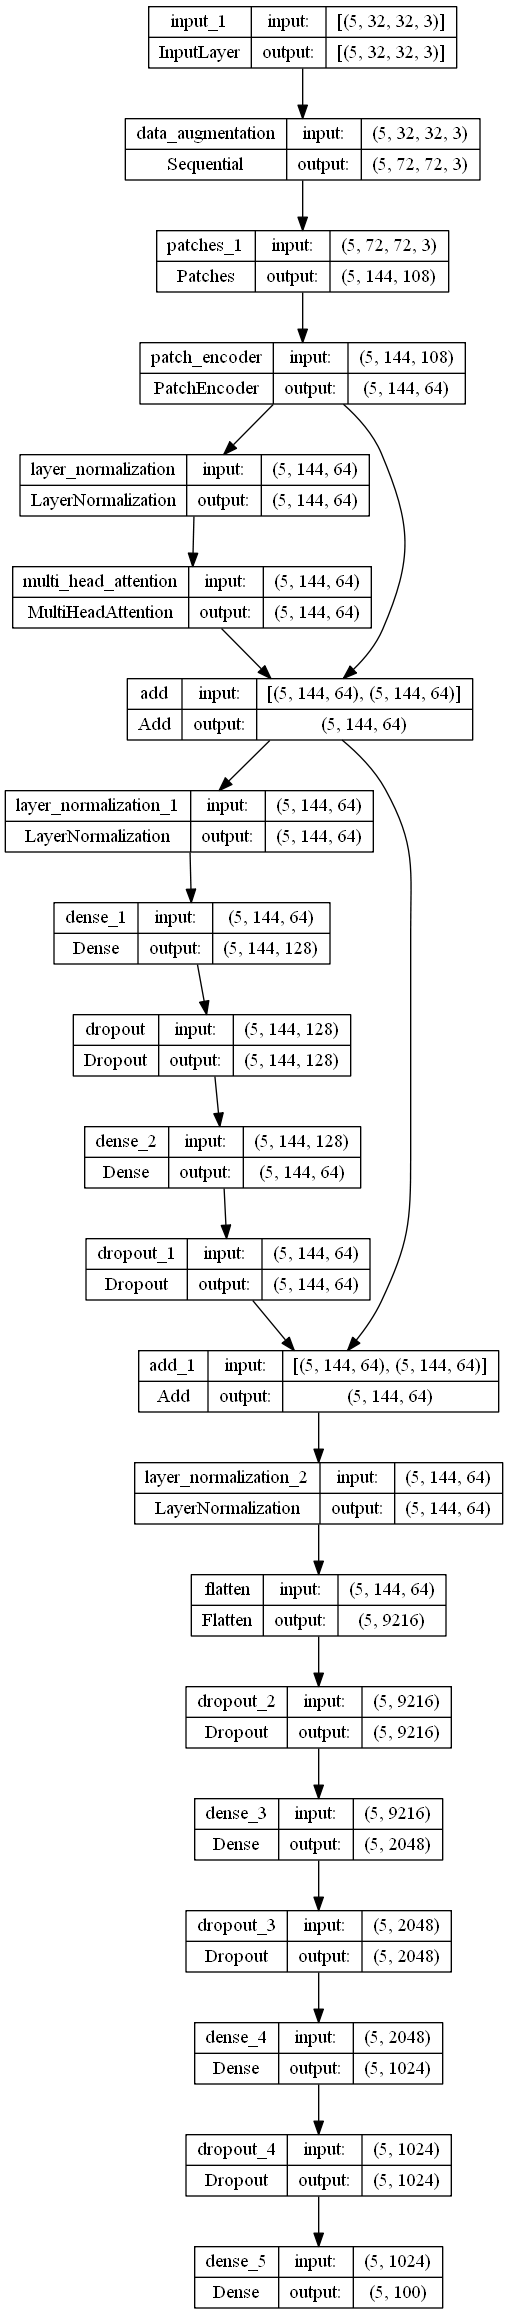 input_1 input: [(5, 32, 32, 3)]
InputLayer output: [(5, 32, 32, 3)]
data_augmentation input: (5, 32, 32, 3)
Sequential output: (5, 72, 72, 3)
patches_1 input: (5, 72, 72, 3)
Patches output: (5, 144, 108)
patch_encoder input: (5, 144, 108)
PatchEncoder output: (5, 144, 64)
layer_normalization input: (5, 144, 64)
LayerNormalization output: (5, 144, 64)
multi_head_attention input: (5, 144, 64)
MultiHeadAttention output: (5, 144, 64)
add input: [(5, 144, 64), (5, 144, 64)]
Add output: (5, 144, 64)
layer_normalization_1 input: (5, 144, 64)
LayerNormalization output: (5, 144, 64)
dense_1 input: (5, 144, 64)
Dense output: (5, 144, 128)
dropout input: (5, 144, 128)
Dropout output: (5, 144, 128)
dense_2 input: (5, 144, 128)
Dense output: (5, 144, 64)
dropout_1 input: (5, 144, 64)
Dropout output: (5, 144, 64)
add_1 input: [(5, 144, 64), (5, 144, 64)]
Add output: (5, 144, 64)
layer_normalization_2 input: (5, 144, 64)
LayerNormalization output: (5, 144, 64)
flatten input: (5, 144, 64)
Flatten output: (5, 9216)
dropout_2 input: (5, 9216)
Dropout output: (5, 9216)
dense_3 input: (5, 9216)
Dense output: (5, 2048)
dropout_3 input: (5, 2048)
Dropout output: (5, 2048)
dense_4 input: (5, 2048)
Dense output: (5, 1024)
dropout_4 input: (5, 1024)
Dropout output: (5, 1024)
dense_5 input: (5, 1024)
Dense output: (5, 100)